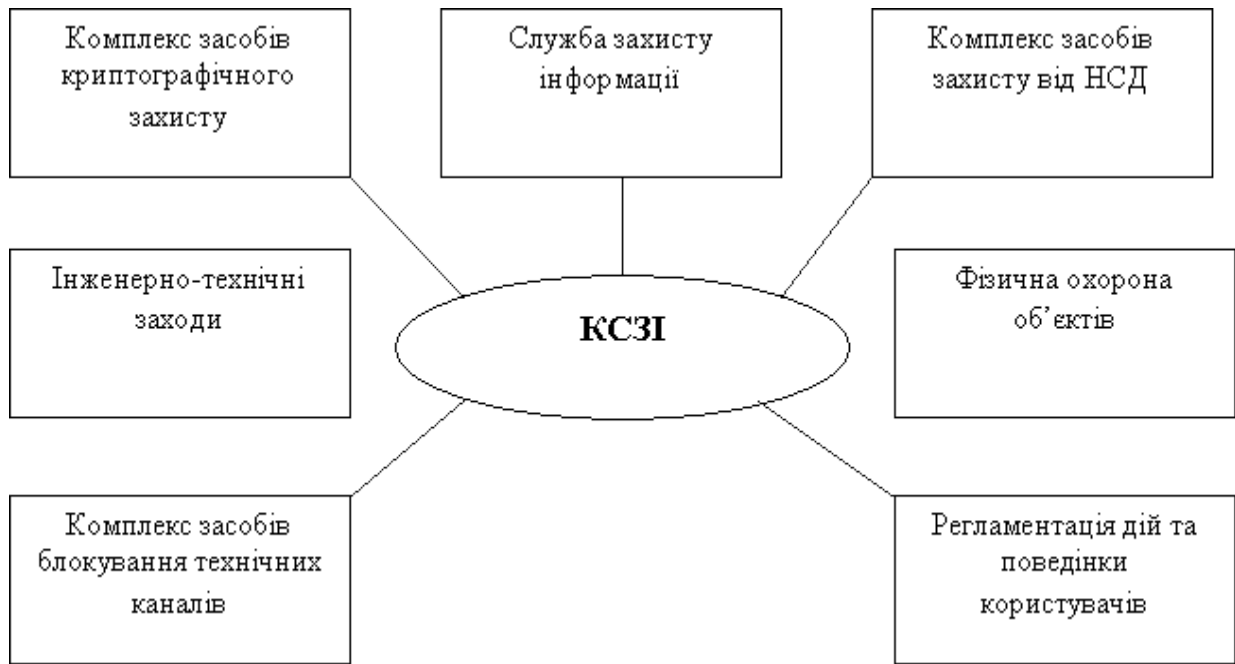 Комплекс засобів
криптографічного
захисту
Служба захисту
інформації
Комплекс засобів
захисту від НСД
Інженерно-технічні
заходи
КСЗІ
Фізична охорона
об’єктів
Комплекс засобів
блокування технічних
каналів
Регламентація дій та
поведінки
користувачів